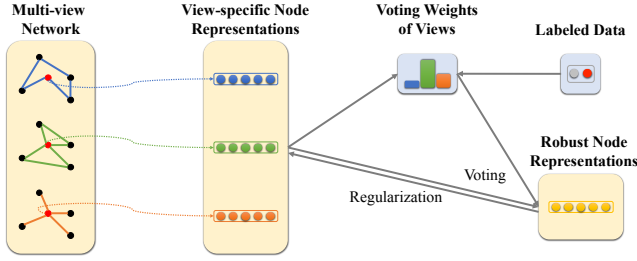 Multi-view
Network
View-specific Node
Representations
Voting Weights
of Views
Labeled Data
Robust Node
Representations
Voting
Regularization